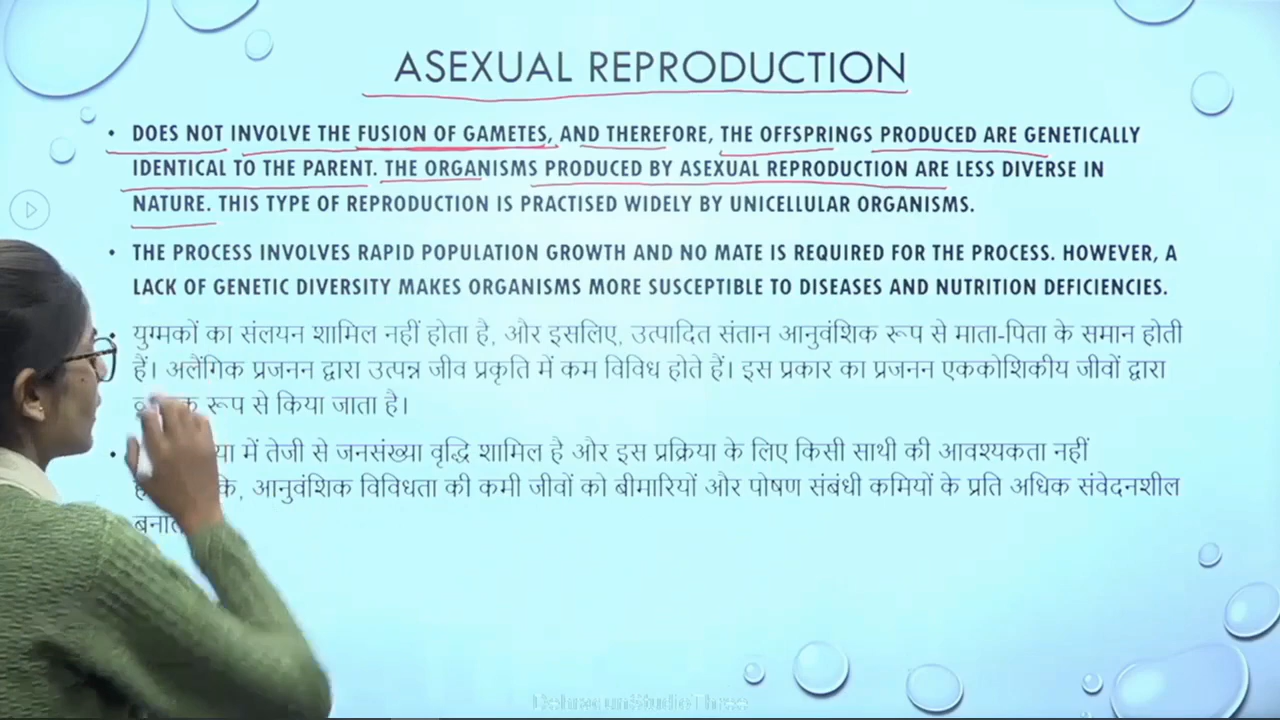 ASEXUAL REPRODUCTION
• DOES NOT INVOLVE THE FUSION OF GAMETES, AND THEREFORE, THE OFFSPRINGS PRODUCED ARE GENETICALLY
IDENTICAL TO THE PARENT. THE ORGANISMS PRODUCED BY ASEXUAL REPRODUCTION ARE LESS DIVERSE IN
NATURE. THIS TYPE OF REPRODUCTION IS PRACTISED WIDELY BY UNICELLULAR ORGANISMS.
• THE PROCESS INVOLVES RAPID POPULATION GROWTH AND NO MATE IS REQUIRED FOR THE PROCESS. HOWEVER, A
LACK OF GENETIC DIVERSITY MAKES ORGANISMS MORE SUSCEPTIBLE TO DISEASES AND NUTRITION DEFICIENCIES.
• युग्मकों का संलयन शामिल नहीं होता है, और इसलिए, उत्पादित संतान आनुवंशिक रूप से माता-पिता के समान होती
हैं। अलैंगिक प्रजनन द्वारा उत्पन्न जीव प्रकृति में कम विविध होते हैं। इस प्रकार का प्रजनन एककोशिकीय जीवों द्वारा
रूप से किया जाता है।
• में तेजी से जनसंख्या वृद्धि शामिल है और इस प्रक्रिया के लिए किसी साथी की आवश्यकता नहीं
आनुवंशिक विविधता की कमी जीवों को बीमारियों और पोषण संबंधी कमियों के प्रति अधिक संवेदनशील